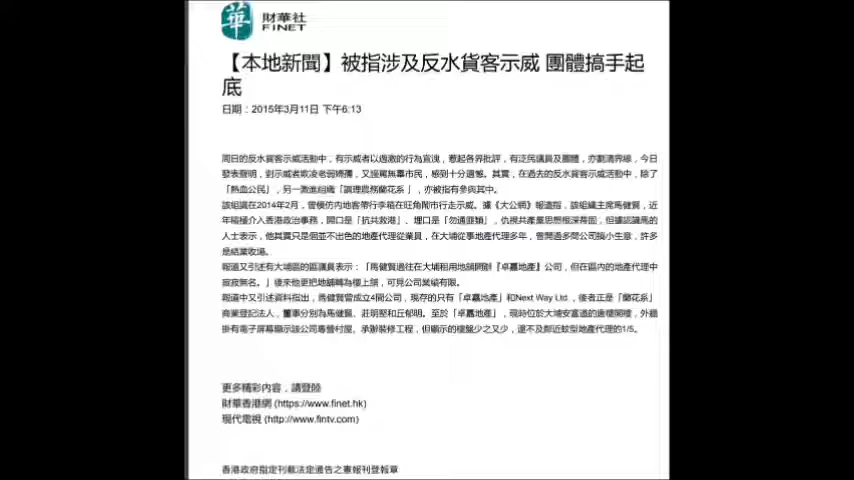 華 財華社
FINET
【本地新聞】被指涉及反水貨客示威 團體搞手起
底
日期：2015年3月11日 下午6:13
周日的反水貨客示威活動中，有示威者以過激的行為宣洩，惹起各界批評，有泛民議員及團體，亦劃清界線，今日
發表聲明，對示威者欺凌老弱婦孺，又謾罵無辜市民，感到十分遺憾。其實，在過去的反水貨客示威活動中，除了
「熱血公民」，另一激進組織「調理農務蘭花系」，亦被指有參與其中。
該組織在2014年2月，曾模仿內地客帶行李箱在旺角鬧市行走示威。據《大公網》報道指，該組織主席馬健賢，近
年積極介入香港政治事務，開口是「抗共救港」、埋口是「勿通匪類」，仇視共產黨思想根深蒂固，但據認識馬的
人士表示，他其實只是個並不出色的地產代理從業員，在大埔從事地產代理多年，曾開過多間公司搞小生意，許多
是結業收場。
報道又引述有大埔區的區議員表示：「馬健賢過往在大埔租用地舖開辦『卓嘉地產』公司，但在區內的地產代理中
寂寂無名。」後來他更把地舖轉為樓上舖，可見公司業績有限。
報道中又引述資料指出，馬健賢曾成立4間公司，現存的只有「卓嘉地產」和Next Way Ltd.，後者正是「蘭花系」
商業登記法人，董事分別為馬健賢、莊明堅和丘郁明。至於「卓嘉地產」，現時位於大埔安富道的唐樓閣樓，外牆
掛有電子屏幕顯示該公司專營村屋、承辦裝修工程，但顯示的樓盤少之又少，還不及鄰近蚊型地產代理的1/5。
更多精彩內容，請登陸
財華香港網 (https://www.finet.hk)
現代電視 (http://www.fintv.com)
香港政府指定刊載法定通告之憲報刊登報章